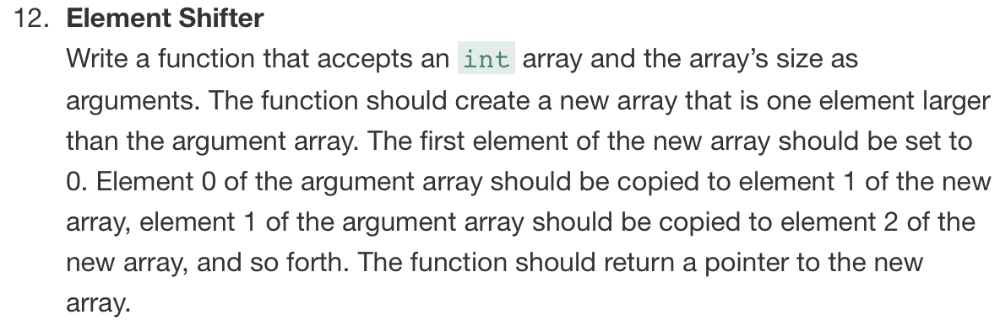 12. Element Shifter
Write a function that accepts an int array and the array’s size as
arguments. The function should create a new array that is one element larger
than the argument array. The first element of the new array should be set to
0. Element 0 of the argument array should be copied to element 1 of the new
array, element 1 of the argument array should be copied to element 2 of the
new array, and so forth. The function should return a pointer to the new
array.